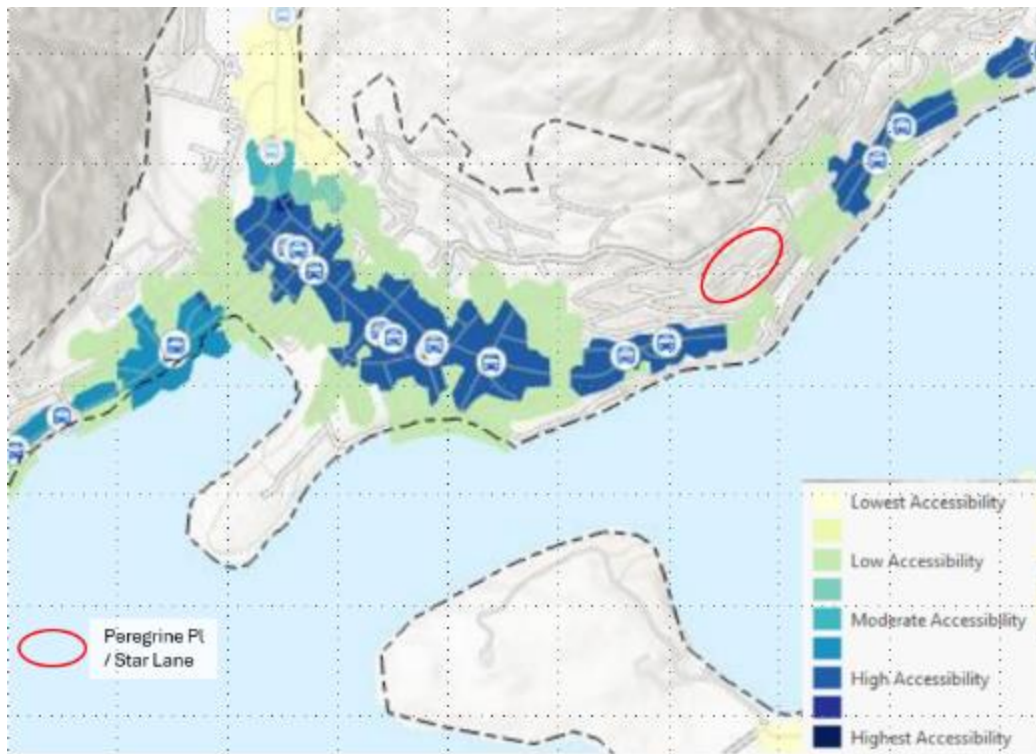 Lowest Accessibility
Low Accessibility
Moderate Accessibility
High Accessibility
Highest Accessibility
Peregrine Pl
/ Star Lane